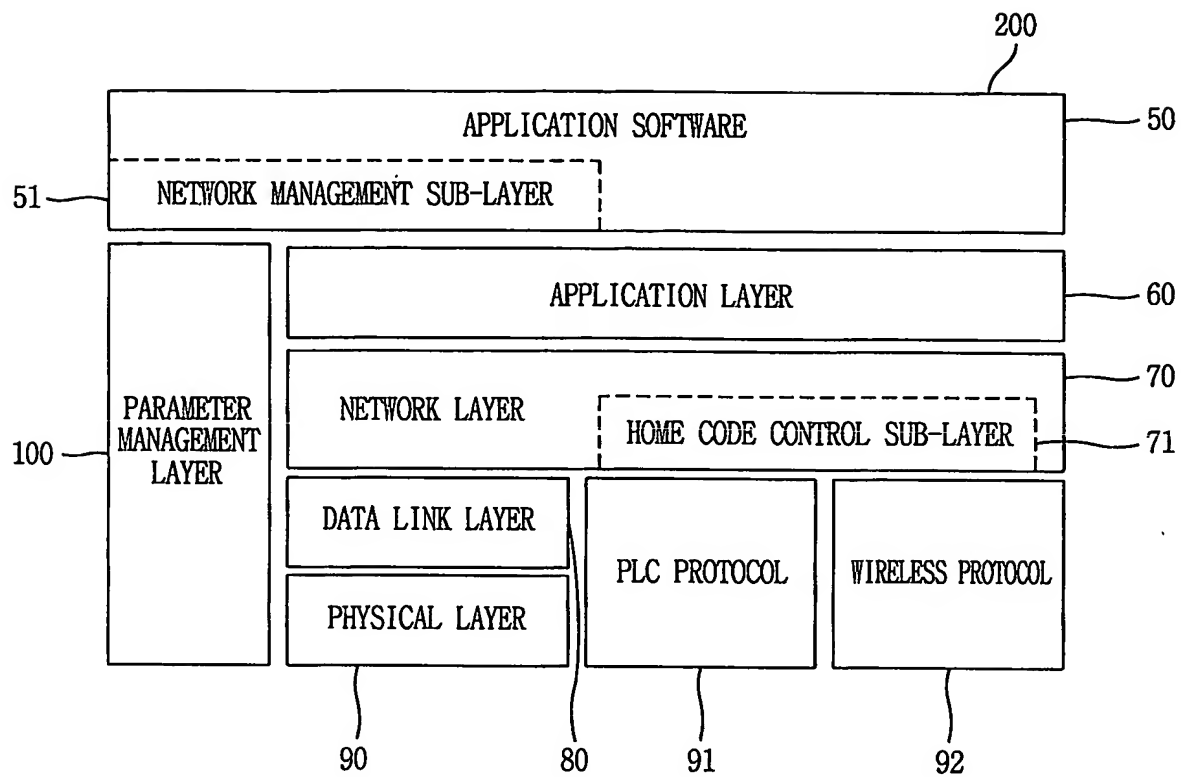 200
APPLICATION SOFTWARE
50
51
NETWORK MANAGEMENT SUB-LAYER
APPLICATION LAYER
60
NETWORK LAYER
70
HOME CODE CONTROL SUB-LAYER
71
100
PARAMETER
MANAGEMENT
LAYER
DATA LINK LAYER
PLC PROTOCOL
WIRELESS PROTOCOL
PHYSICAL LAYER
90
80
91
92